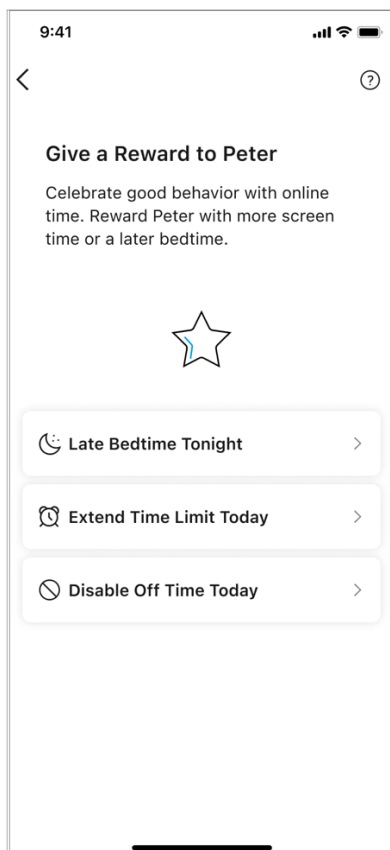 9:41
Give a Reward to Peter
Celebrate good behavior with online
time. Reward Peter with more screen
time or a later bedtime.
Late Bedtime Tonight
Extend Time Limit Today
Disable Off Time Today